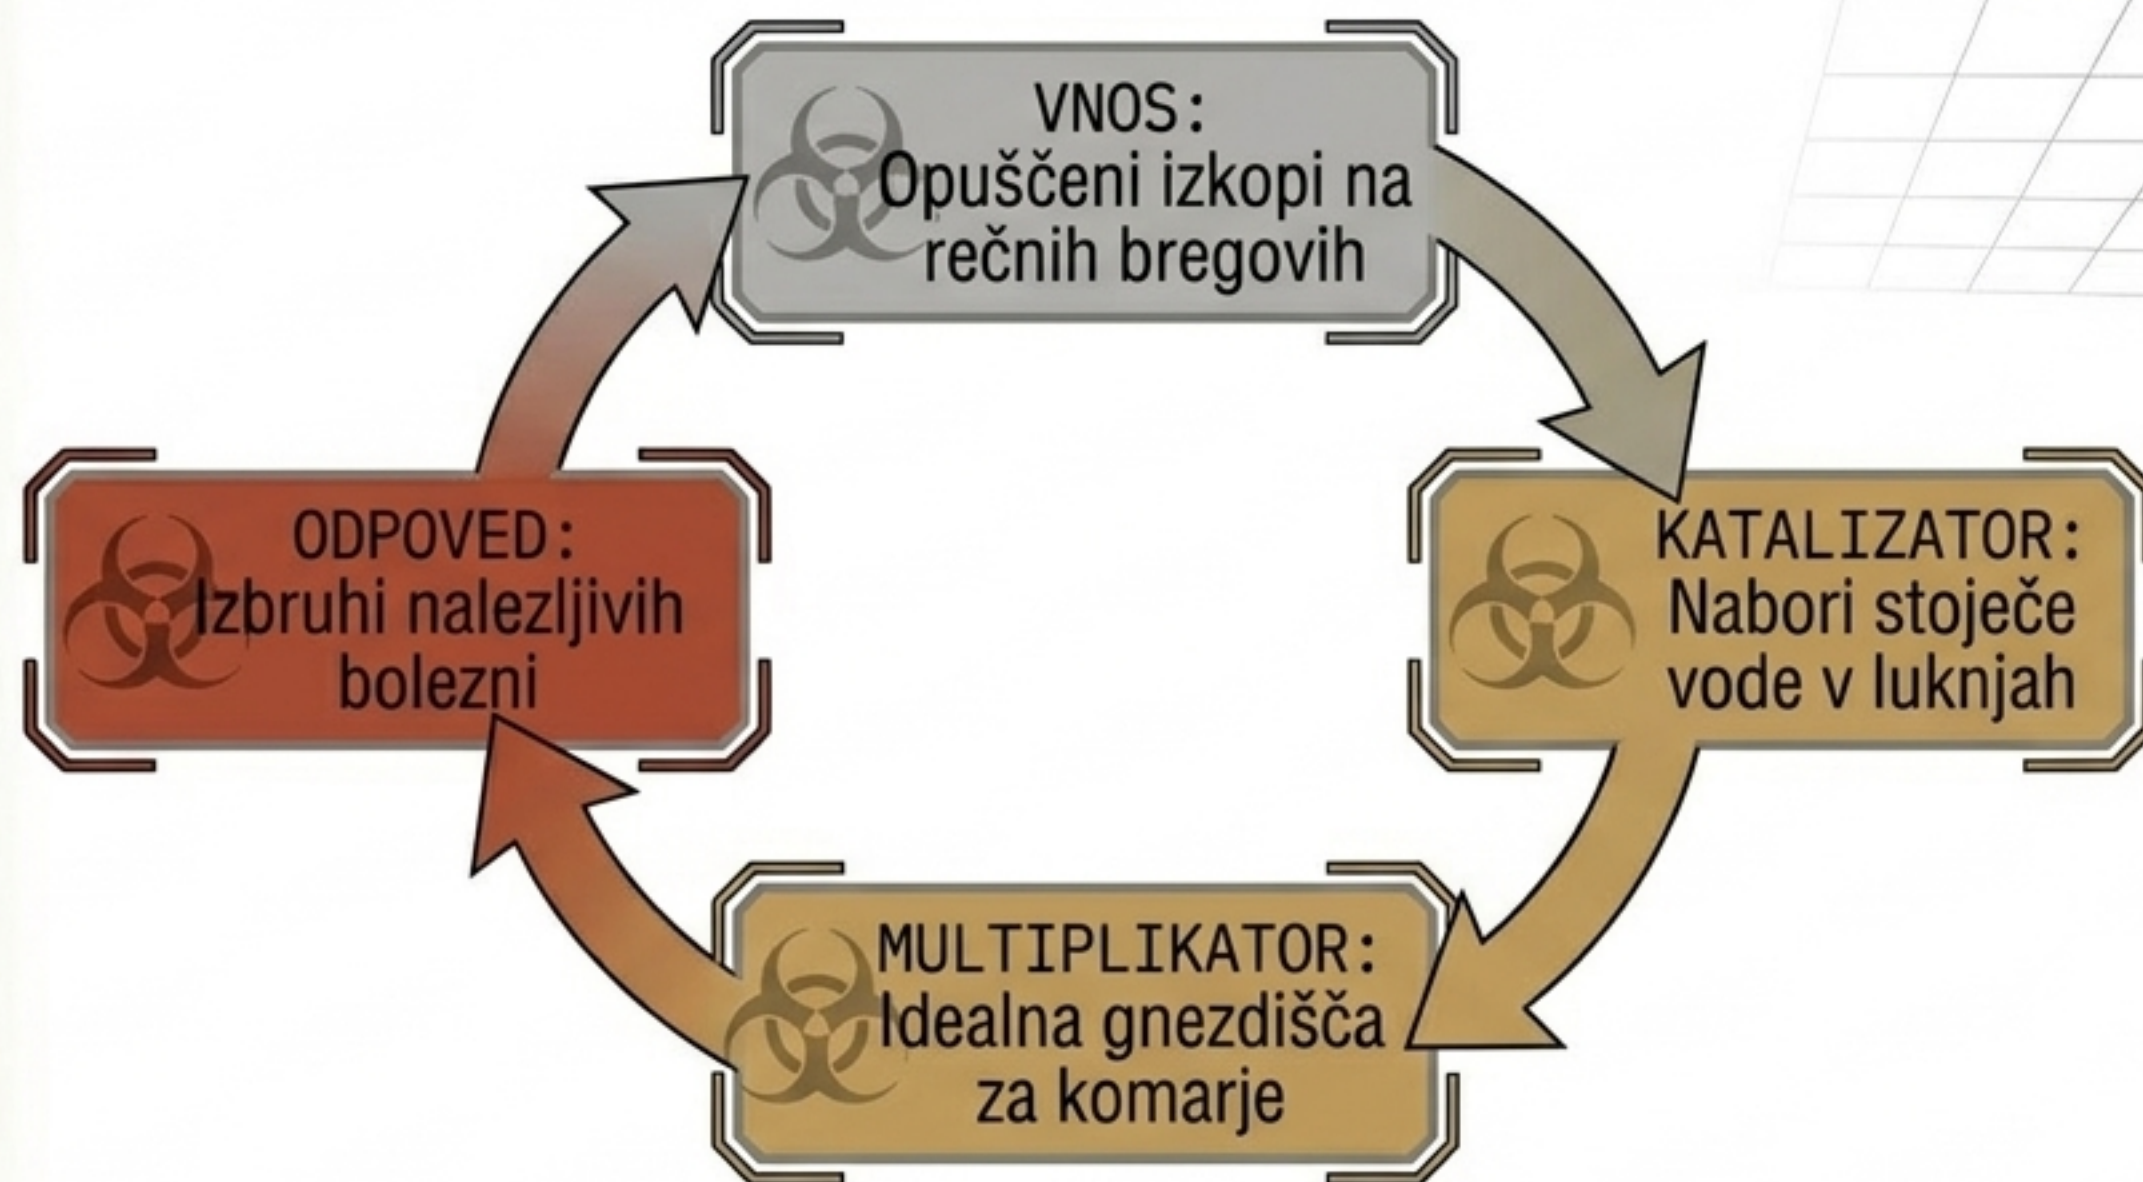 VNOS:
Opuščeni izkopi na
rečnih bregovih
KATALIZATOR:
Nabori stoječe
vode v luknjah
MULTIPLIKATOR:
Idealna gnezdišča
za komarje
ODPOVED:
Izbruhi nalezljivih
bolezni